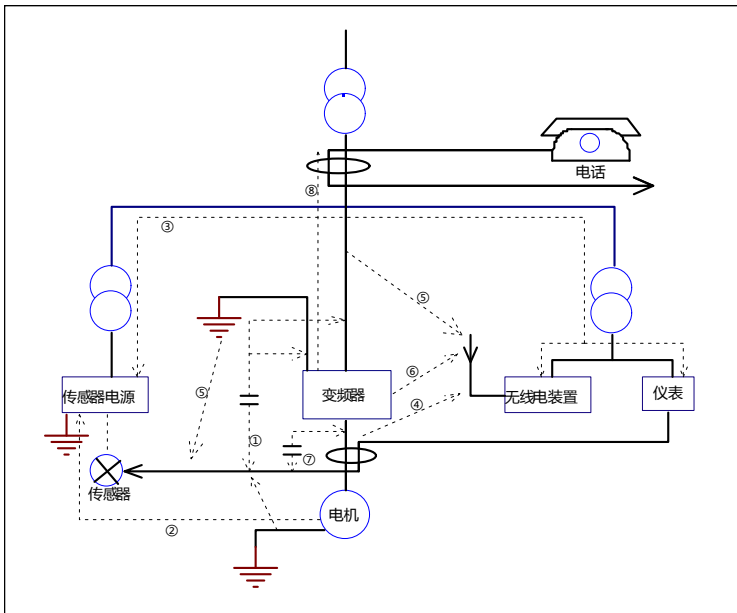 电话
⑧
③
⑤
⑥
⑤
④
传感器电源
变频器
无线电装置
仪表
①
⑦
传感器
电机
②